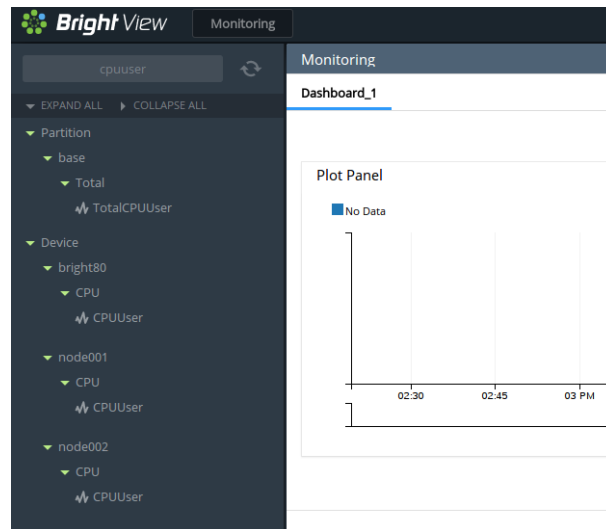 Bright View
Monitoring
cpuuser
EXPAND ALL
COLLAPSE ALL
Partition
base
Total
TotalCPUUser
Device
bright80
CPU
CPUUser
node001
CPU
CPUUser
node002
CPU
CPUUser
Monitoring
Dashboard_1
Plot Panel
No Data
02:30 02:45 03 PM